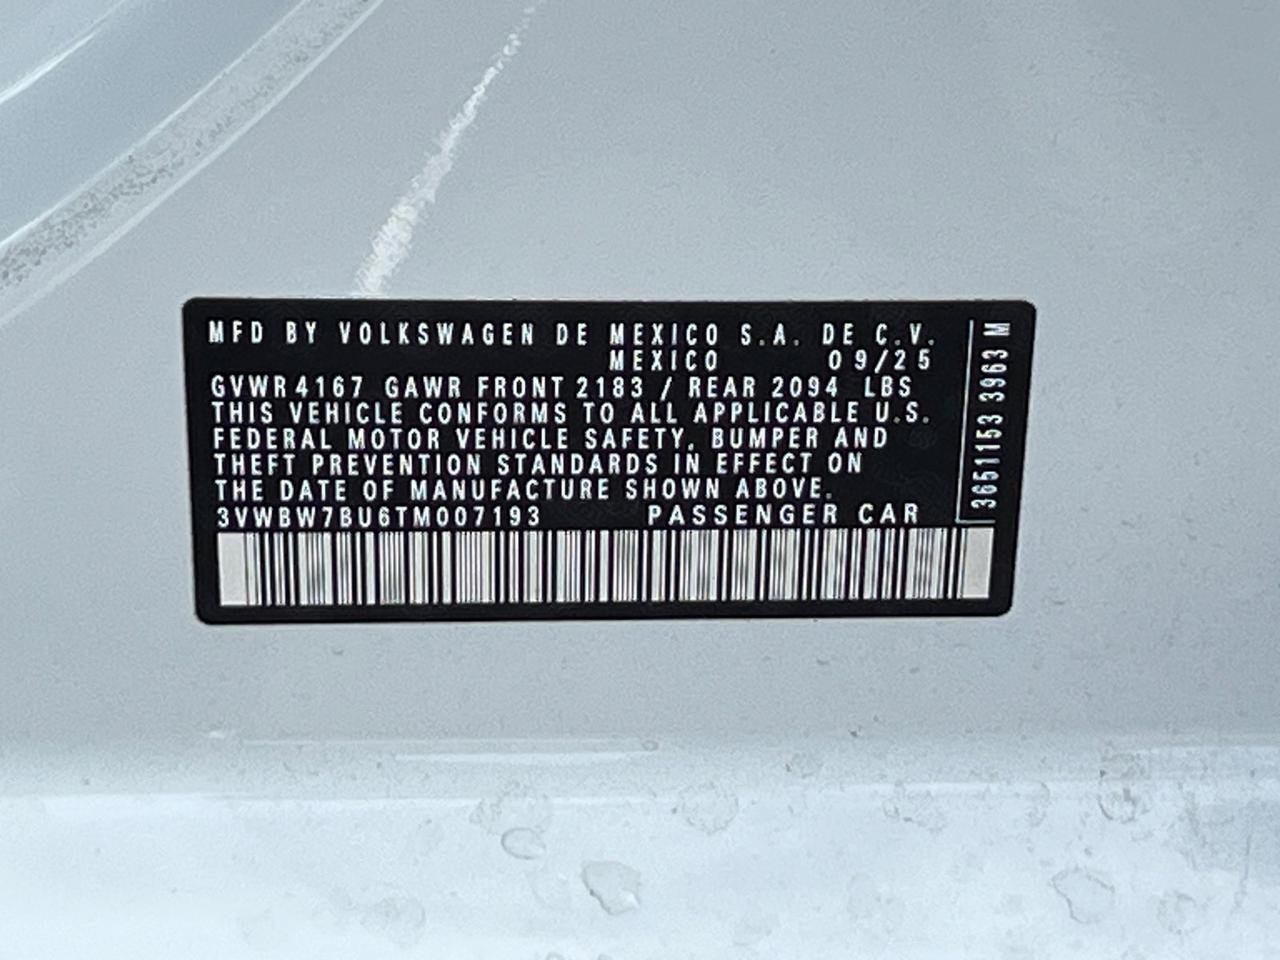 MFD BY VOLKSWAGEN DE MEXICO S.A. DE C.V.
MEXICO 09/25
GVWR 4167 GAWR FRONT 2183 / REAR 2094 LBS
THIS VEHICLE CONFORMS TO ALL APPLICABLE U.S.
FEDERAL MOTOR VEHICLE SAFETY, BUMPER AND
THEFT PREVENTION STANDARDS IN EFFECT ON
THE DATE OF MANUFACTURE SHOWN ABOVE.
3VWBW7BU6TM007193 PASSENGER CAR
3651153 3963 M